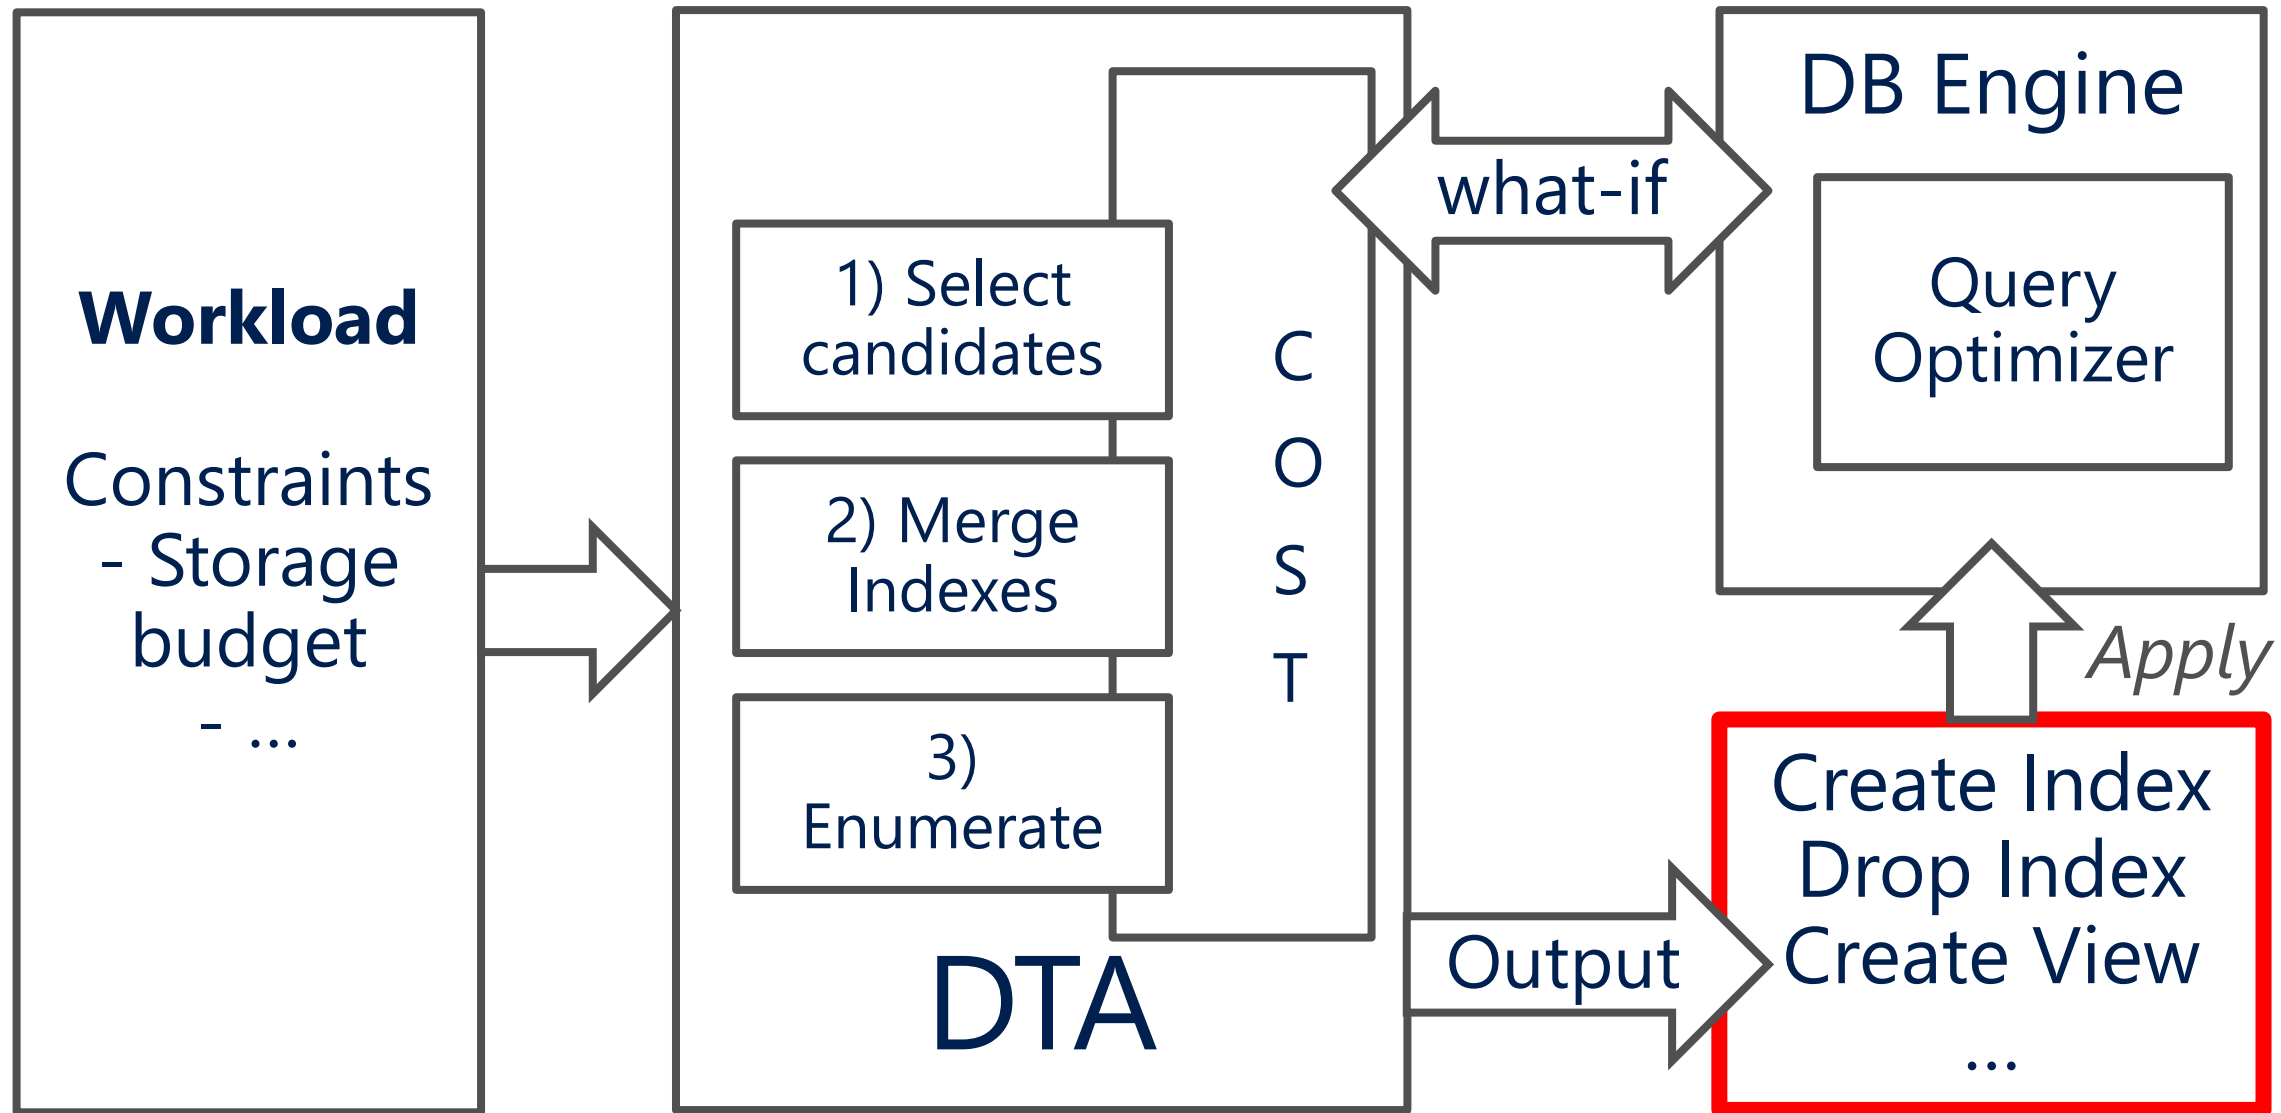 Workload
Constraints
- Storage
budget
- ...
1) Select
candidates
2) Merge
Indexes
3)
Enumerate
C
O
S
T
DTA
what-if
DB Engine
Query
Optimizer
Apply
Output
Create Index
Drop Index
Create View
...